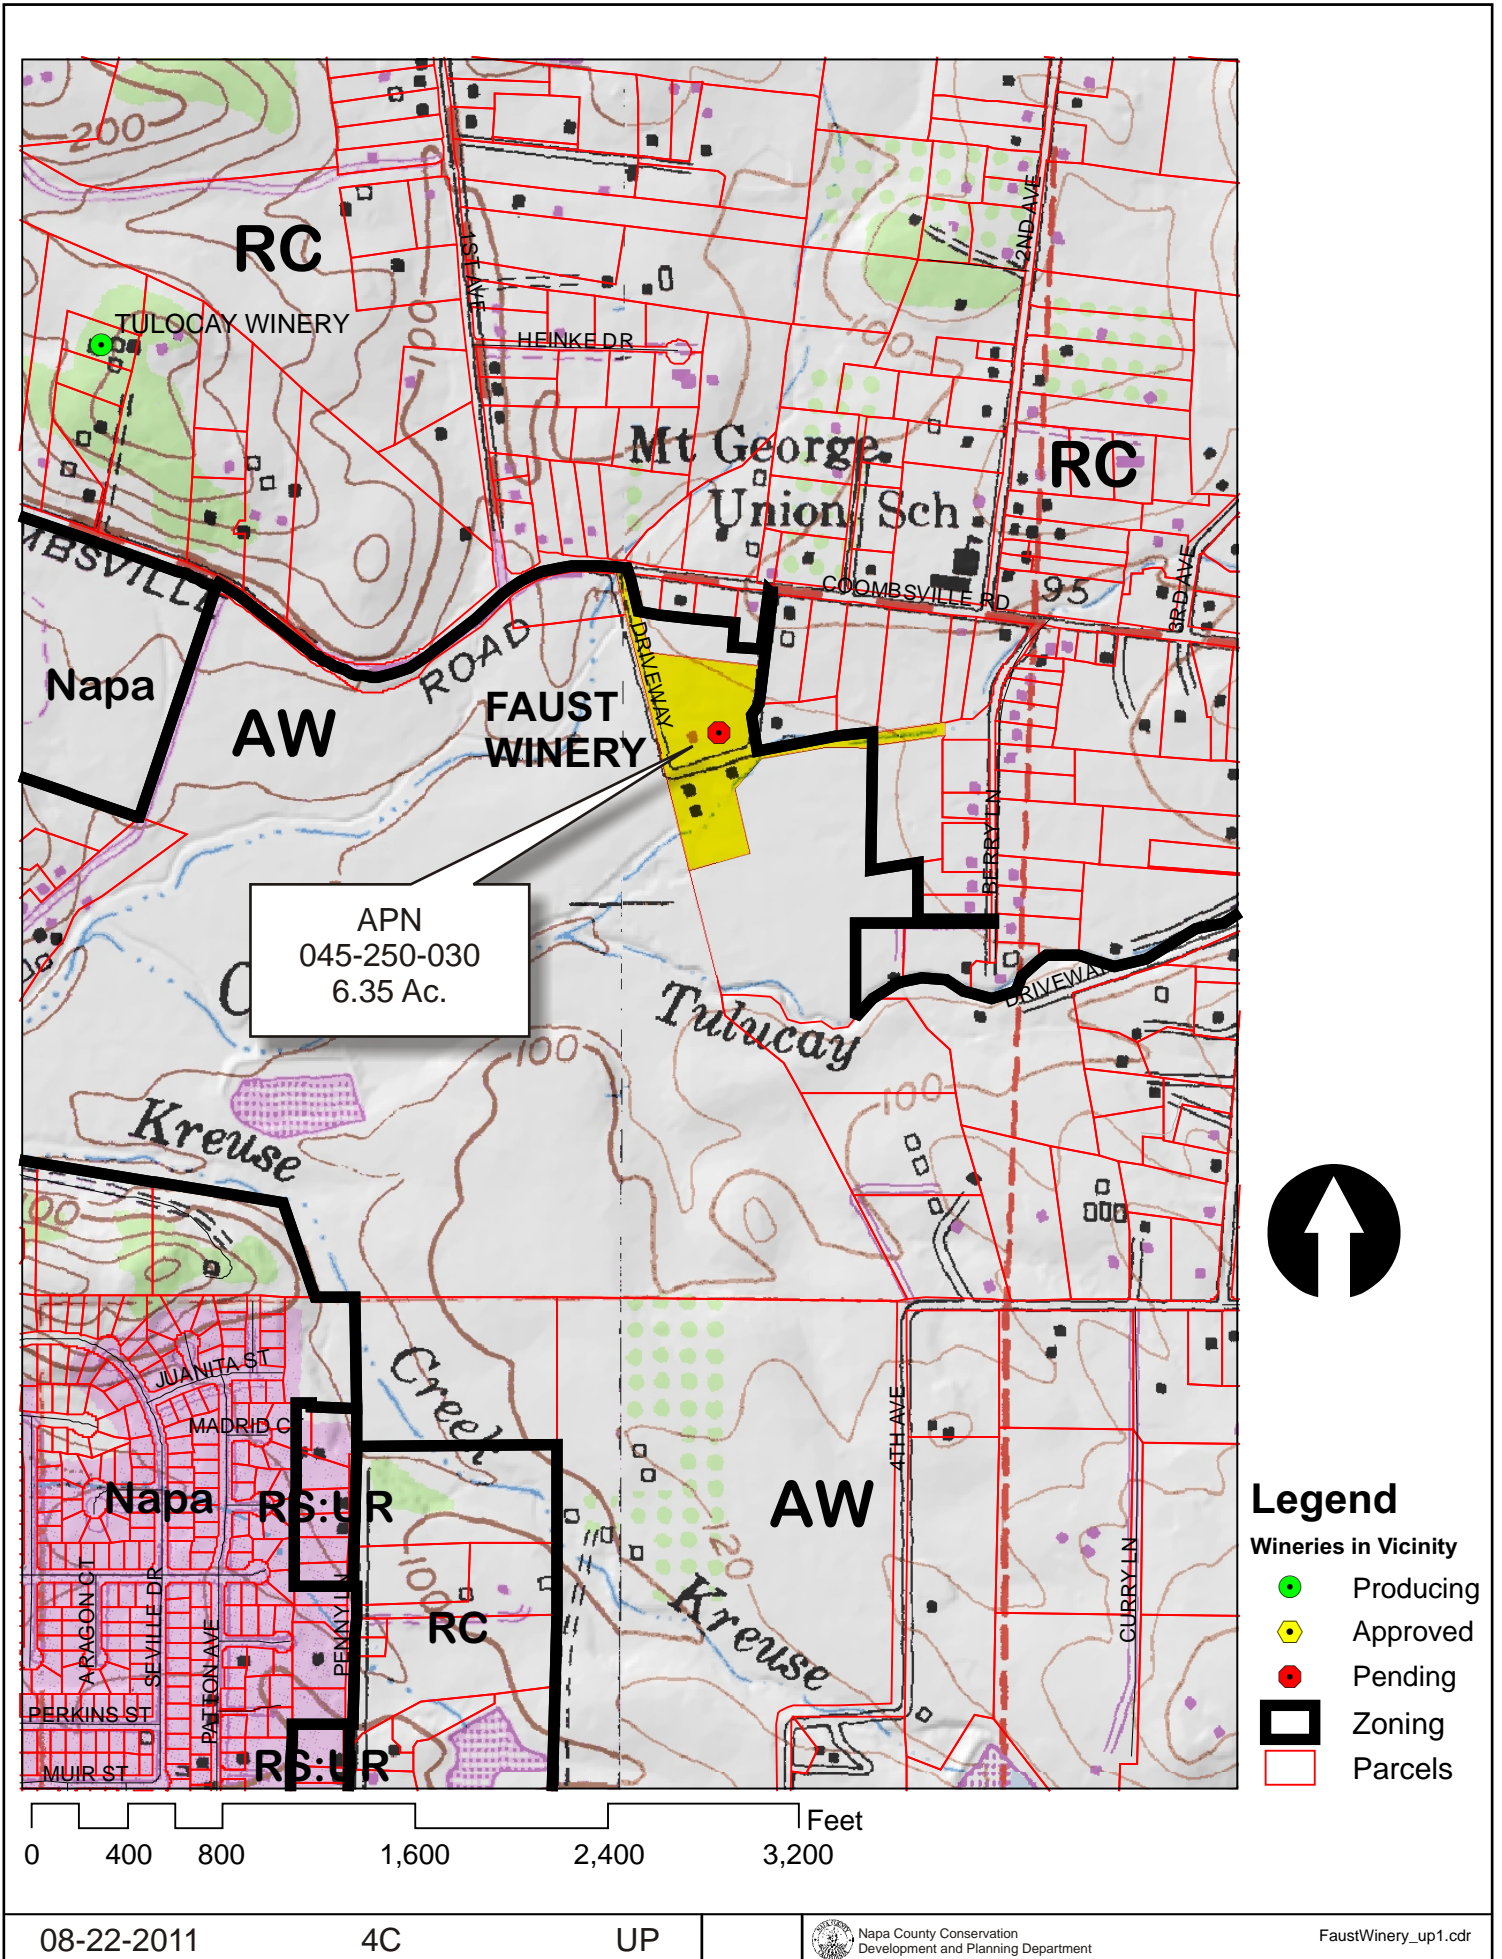 200
RC
1ST AVE
2ND AVE
TULOCAY WINERY
100
HEINKE DR
100
Mt George
Union Sch
RC
COOMBSVILLE RD
95
3RD AVE
ROAD
DRIVEWAY
Napa
AW
FAUST
WINERY
BERRY LN
APN
045-250-030
6.35 Ac.
DRIVEWAY
Tulucay
100
100
Kreuse
Creek
JUANITA ST
MADRID CT
4TH AVE
Napa
RS:UR
AW
120
100
CURRY LN
ARAGON CT
SEVILLE DR
PATTON AVE
PENNY LN
RC
Kreuse
PERKINS ST
RS:UR
MUIR ST
Legend
Wineries in Vicinity
Producing
Approved
Pending
Zoning
Parcels
Feet
0 400 800 1,600 2,400 3,200
08-22-2011 4C UP
Napa County Conservation
Development and Planning Department
FaustWinery_up1.cdr